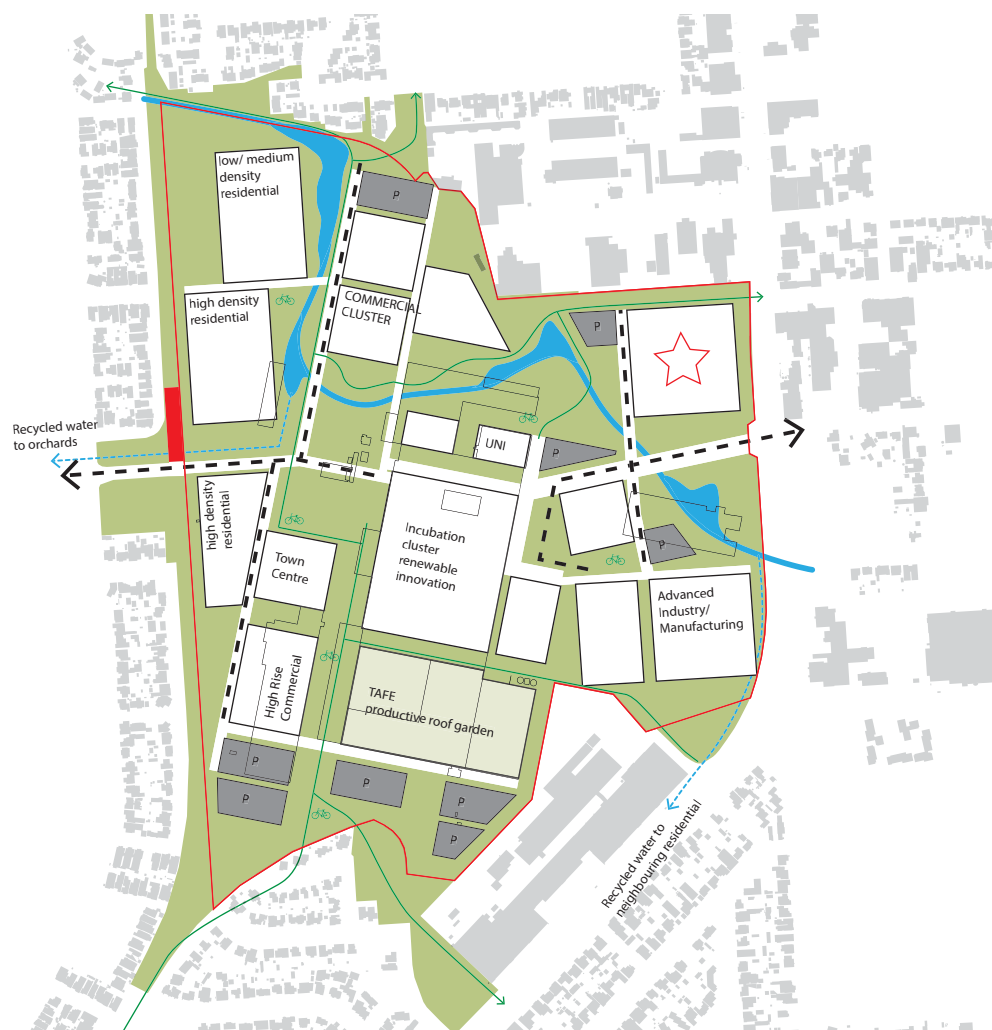 low/ medium
density
residential
P
high density
residential
COMMERCIAL
CLUSTER
P
Recycled water
to orchards
UNI
P
high density
residential
Incubation
cluster
renewable
innovation
P
Town
Centre
Advanced
Industry/
Manufacturing
High Rise
Commercial
TAFE
productive roof garden
P
P
P
P
P
Recycled water to
neighbouring residential